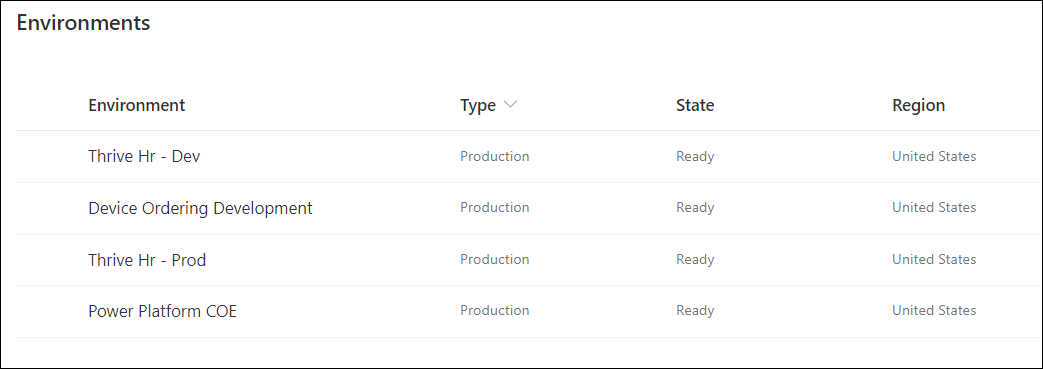 Environments
Environment Type State Region
Thrive Hr - Dev Production Ready United States
Device Ordering Development Production Ready United States
Thrive Hr - Prod Production Ready United States
Power Platform COE Production Ready United States